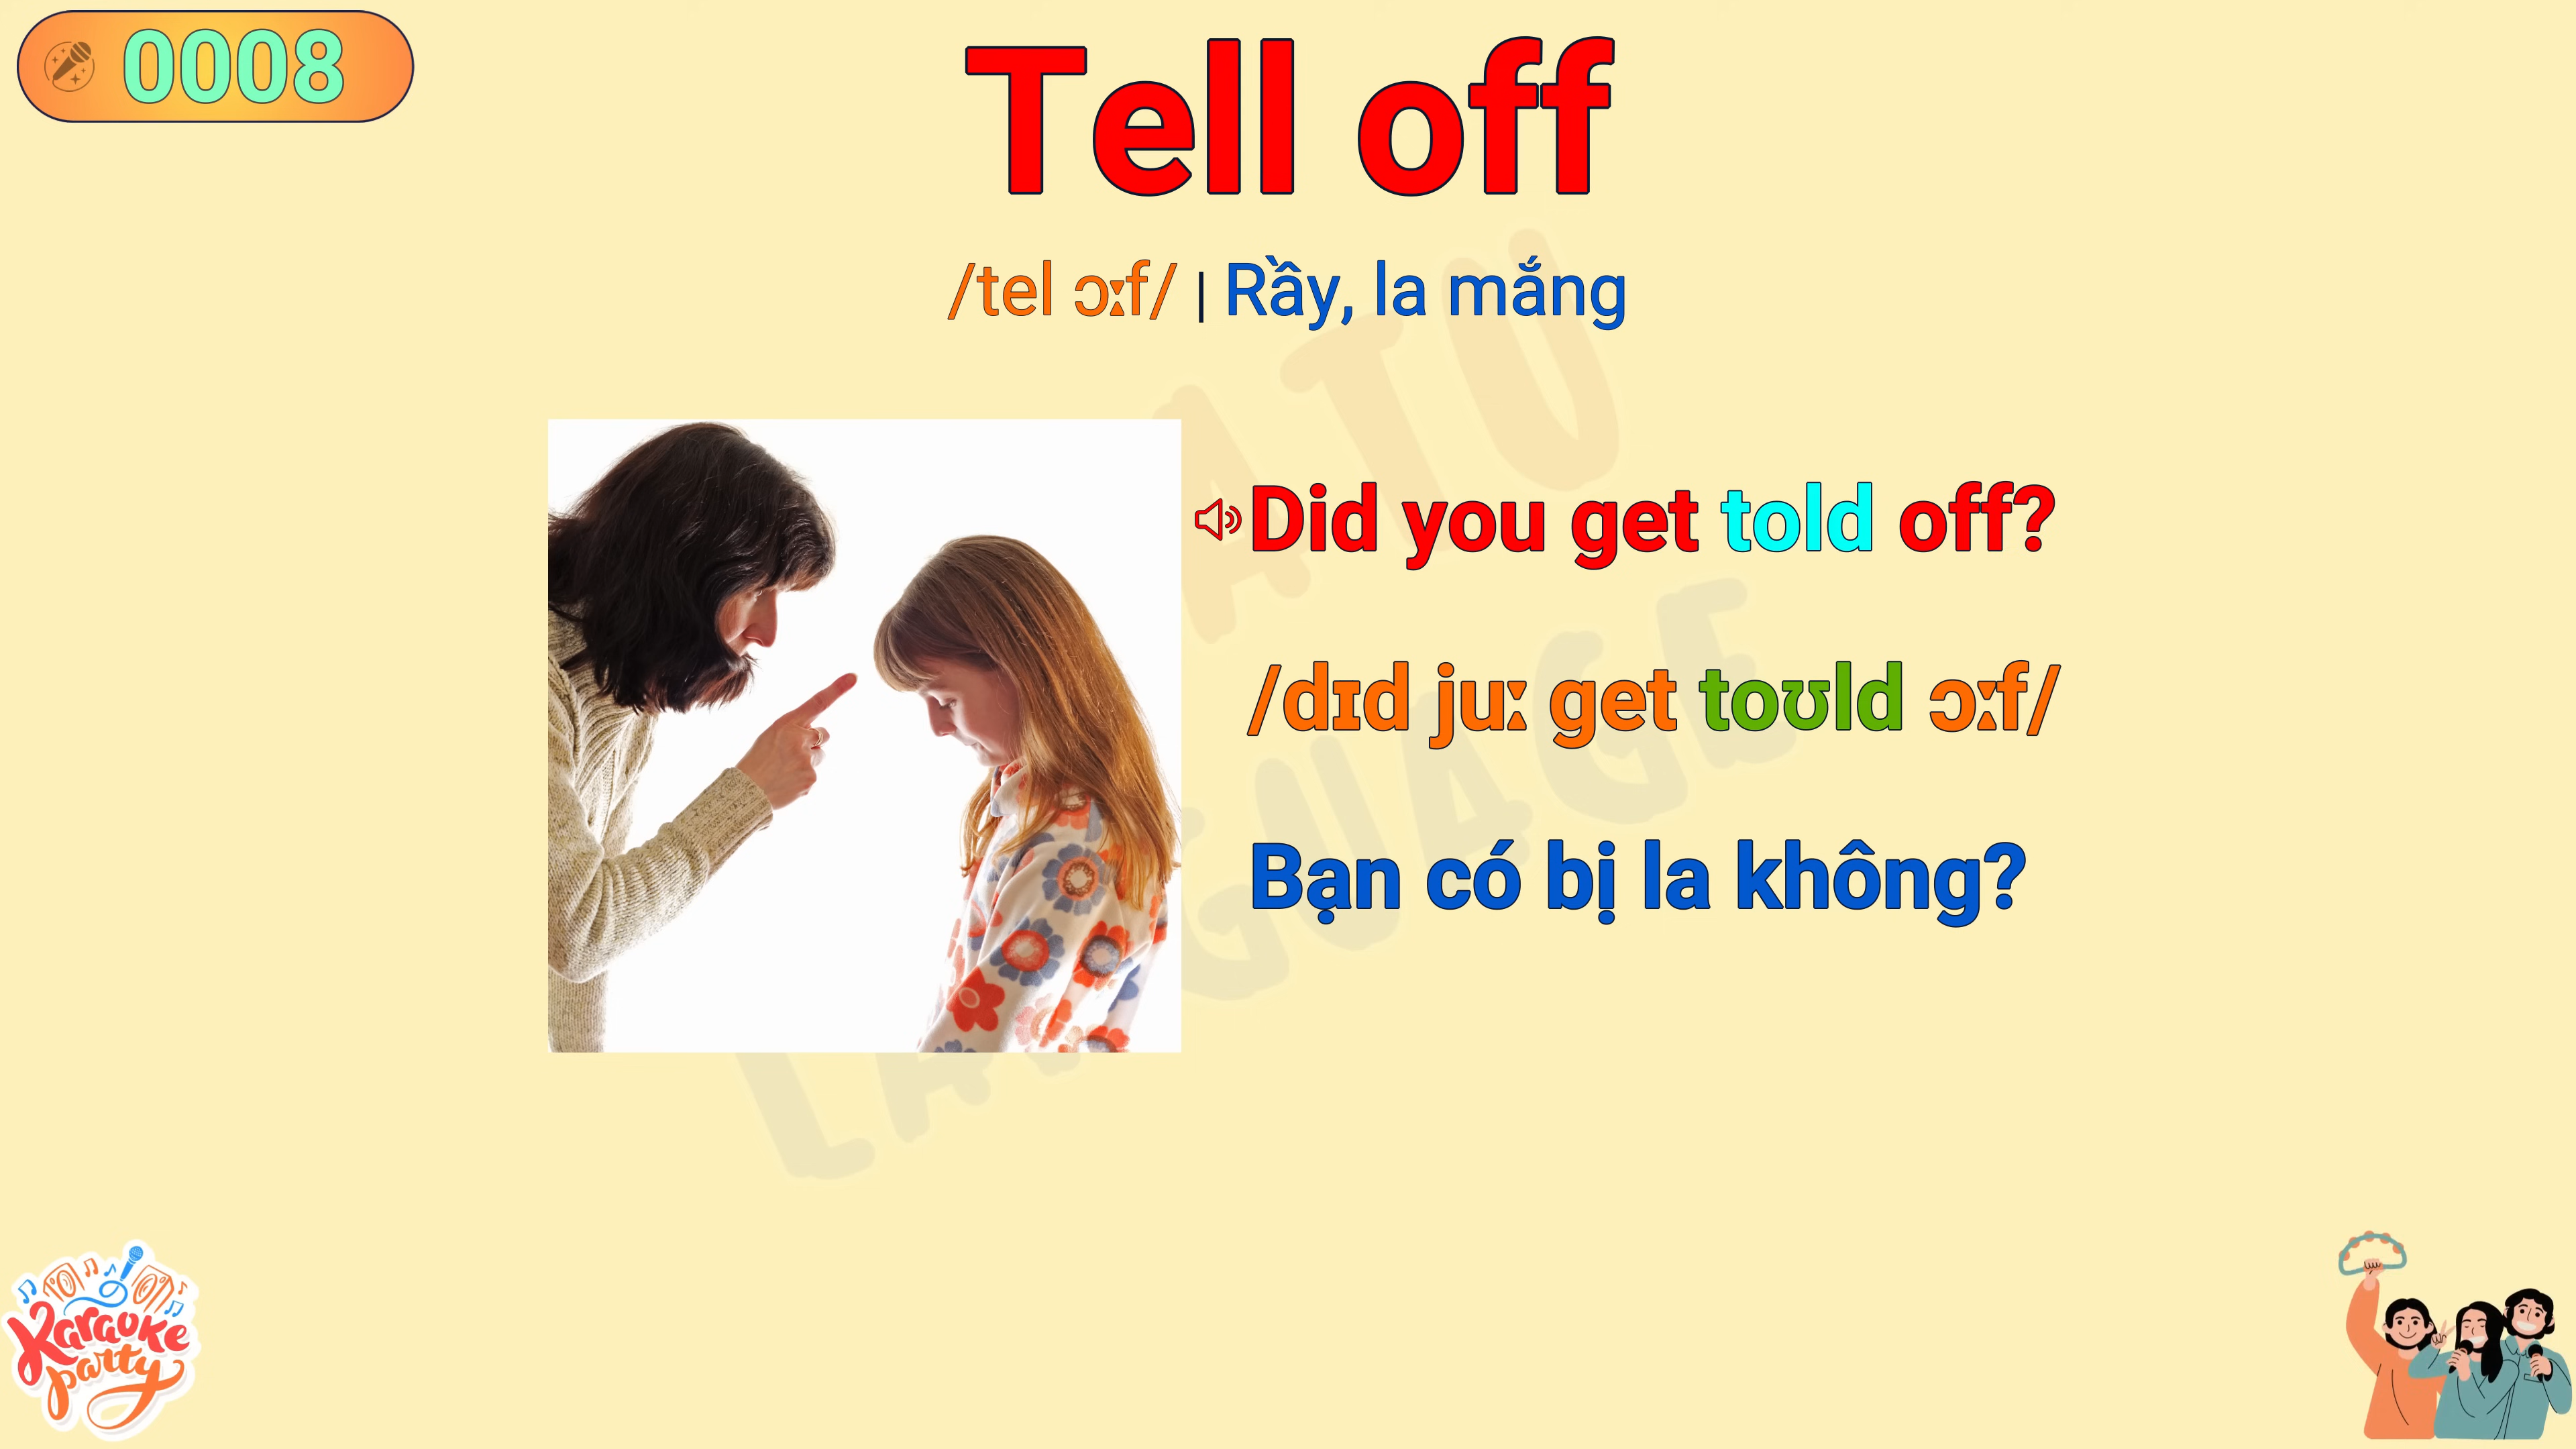 0008
Tell off
/tel ɔːf/ | Rầy, la mắng
Did you get told off?
/dɪd juː get toʊld ɔːf/
Bạn có bị la không?
Karaoke
party